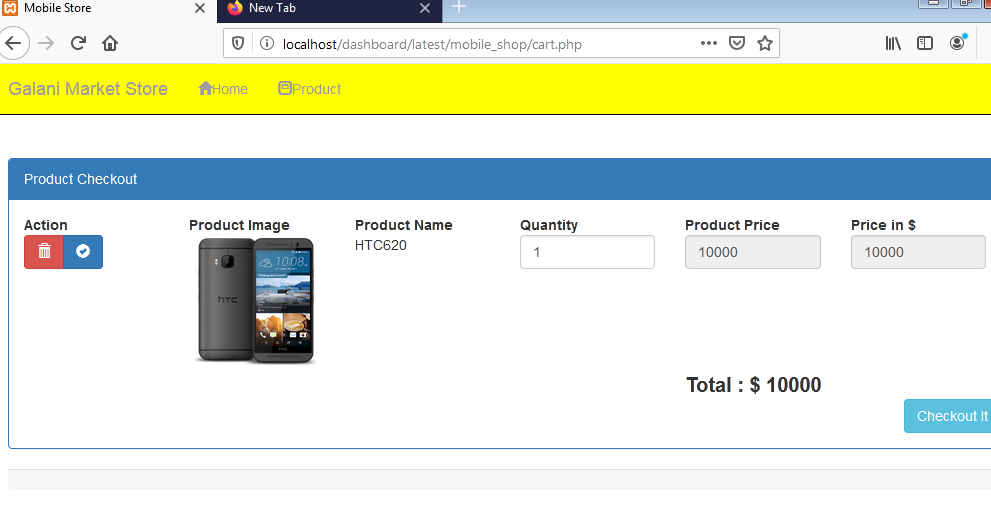 Mobile Store
New Tab
localhost/dashboard/latest/mobile_shop/cart.php
Galani Market Store Home Product
Product Checkout
Action Product Image Product Name Quantity Product Price Price in $
HTC620 1 10000 10000
10:08
hTC
Total : $ 10000
Checkout It